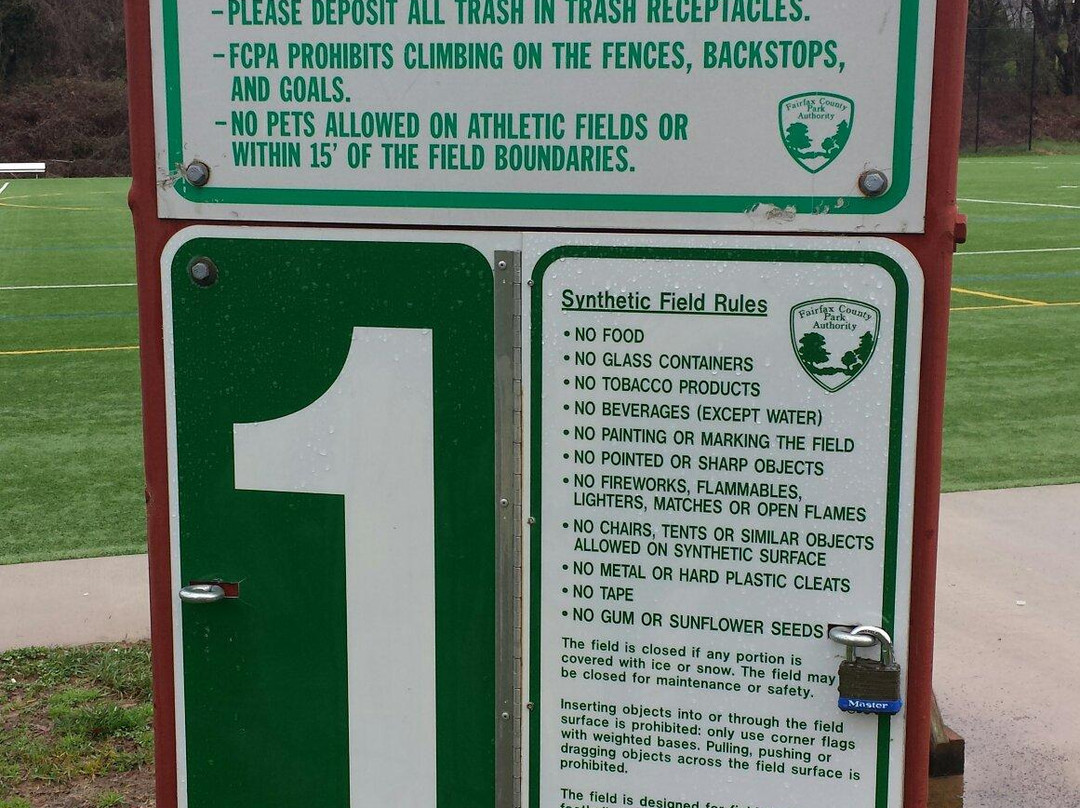 -PLEASE DEPOSIT ALL TRASH IN TRASH RECEPTACLES.
-FCPA PROHIBITS CLIMBING ON THE FENCES, BACKSTOPS,
AND GOALS.
-NO PETS ALLOWED ON ATHLETIC FIELDS OR
WITHIN 15' OF THE FIELD BOUNDARIES.
Fairfax County
Park
Authority
1
Synthetic Field Rules
Fairfax County
Park
Authority
• NO FOOD
• NO GLASS CONTAINERS
• NO TOBACCO PRODUCTS
• NO BEVERAGES (EXCEPT WATER)
• NO PAINTING OR MARKING THE FIELD
• NO POINTED OR SHARP OBJECTS
• NO FIREWORKS, FLAMMABLES,
LIGHTERS, MATCHES OR OPEN FLAMES
• NO CHAIRS, TENTS OR SIMILAR OBJECTS
ALLOWED ON SYNTHETIC SURFACE
• NO METAL OR HARD PLASTIC CLEATS
• NO TAPE
• NO GUM OR SUNFLOWER SEEDS
The field is closed if any portion is
covered with ice or snow. The field may
be closed for maintenance or safety.
Master
Inserting objects into or through the field
surface is prohibited: only use corner flags
with weighted bases. Pulling, pushing or
dragging objects across the field surface is
prohibited.
The field is designed for